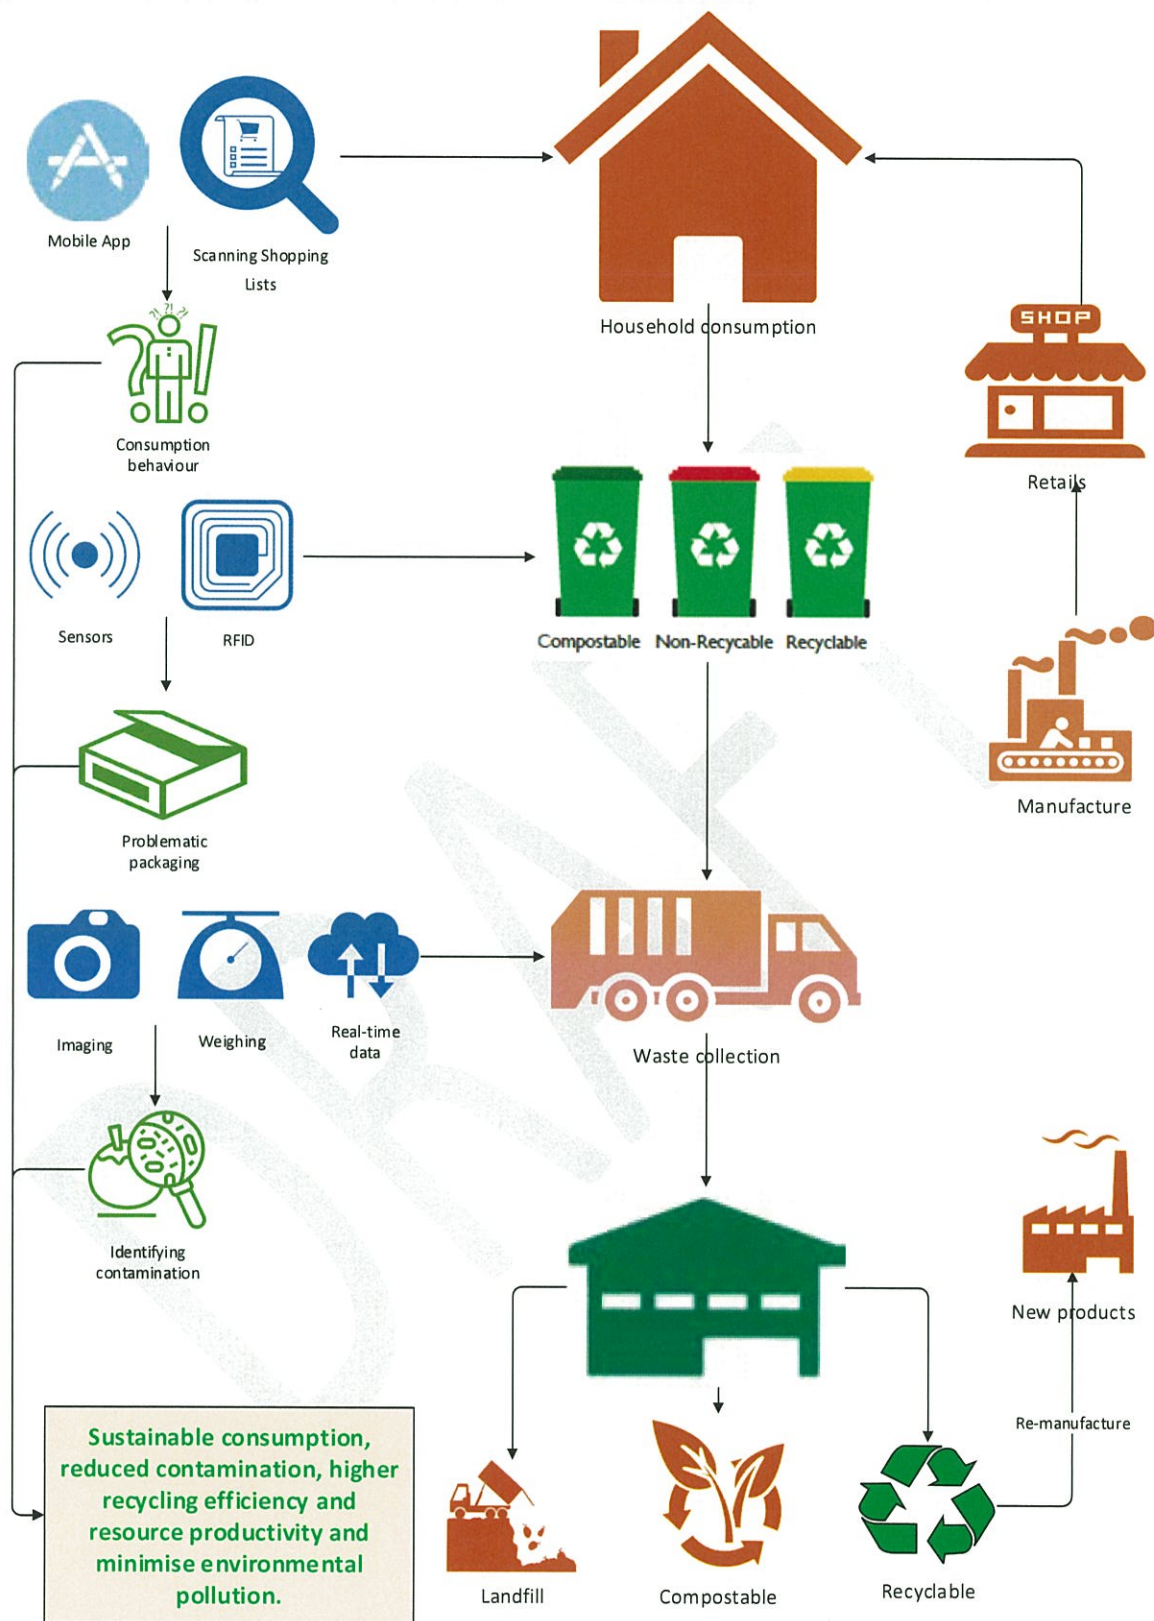 Mobile App
Scanning Shopping
Lists
Household consumption
SHOP
Retails
Consumption
behaviour
Sensors
RFID
Compostable
Non-Recycable
Recyclable
Problematic
packaging
Manufacture
Imaging
Weighing
Real-time
data
Waste collection
Identifying
contamination
New products
Re-manufacture
Sustainable consumption,
reduced contamination, higher
recycling efficiency and
resource productivity and
minimise environmental
pollution.
Landfill
Compostable
Recyclable
DRAFT